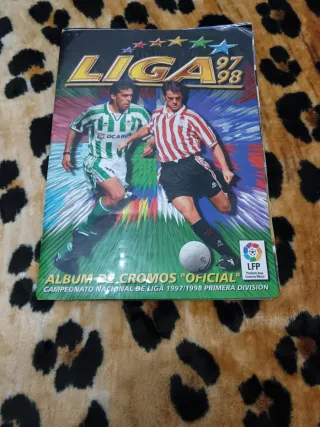 LIGA 97
98
ALBUM DE CROMOS "OFICIAL"
CAMPEONATO NACIONAL DE LIGA 1997/1998 PRIMERA DIVISION
LFP